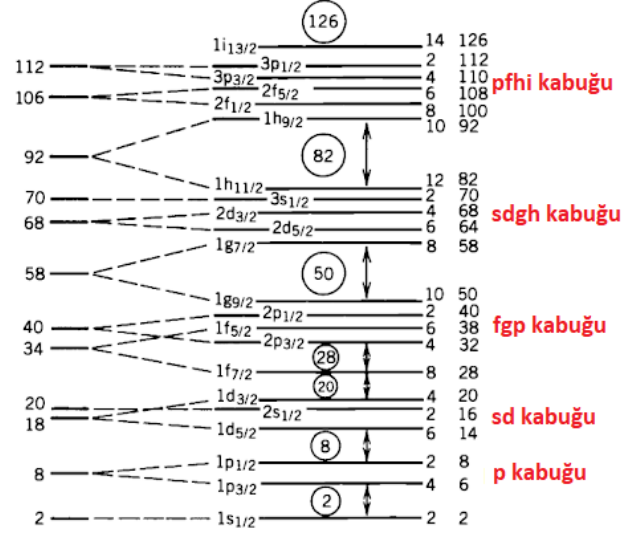 126
1i13/2 14 126
112 3p1/2 2 112
3p3/2 4 110
pfhi kabuğu
106 2f5/2 6 108
2f1/2 8 100
1h9/2 10 92
92 82
1h11/2 12 82
70 3s1/2 2 70
68 2d3/2 4 68
sdgh kabuğu
2d5/2 6 64
1g7/2 8 58
58 50
1g9/2 10 50
2p1/2 2 40
40 1f5/2 6 38
fgp kabuğu
34 2p3/2 4 32
28
1f7/2 8 28
20
1d3/2 4 20
20 2s1/2 2 16
sd kabuğu
18 1d5/2 6 14
8
1p1/2 2 8
8 p kabuğu
1p3/2 4 6
2
2 1s1/2 2 2